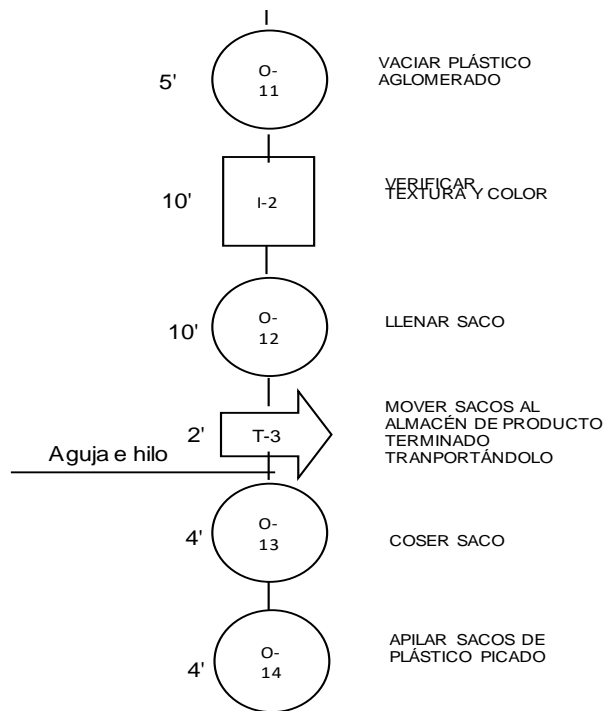 5'
O-
11
VACIAR PLÁSTICO
AGLOMERADO
10'
I-2
VERIFICAR
TEXTURA Y COLOR
10'
O-
12
LLENAR SACO
2'
T-3
MOVER SACOS AL
ALMACÉN DE PRODUCTO
TERMINADO
TRANPORTÁNDOLO
Aguja e hilo
4'
O-
13
COSER SACO
4'
O-
14
APILAR SACOS DE
PLÁSTICO PICADO